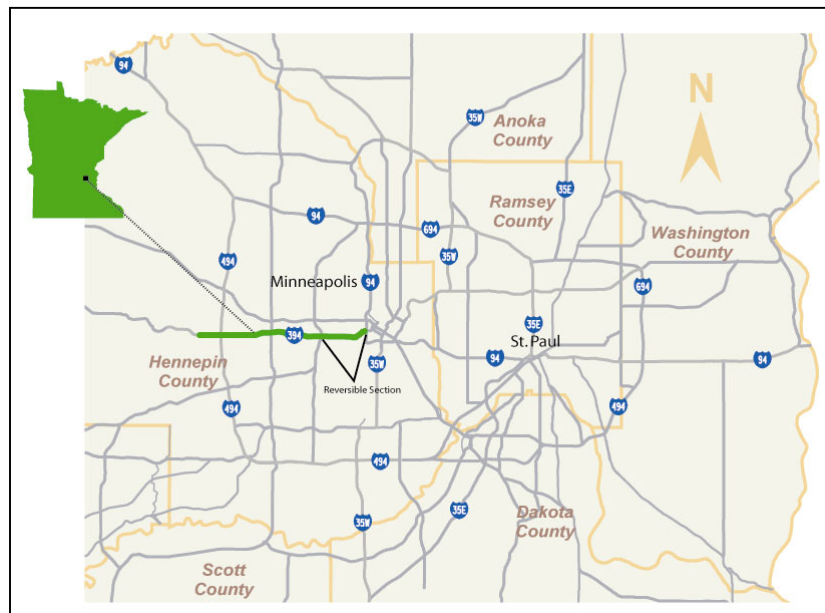 94
35W
Anoka
County
N
35E
Ramsey
County
94
694
Washington
County
494
35W
Minneapolis
94
694
394
35E
St. Paul
Hennepin
County
35W
94
94
Reversible Section
494
494
494
35W
35E
Dakota
County
Scott
County